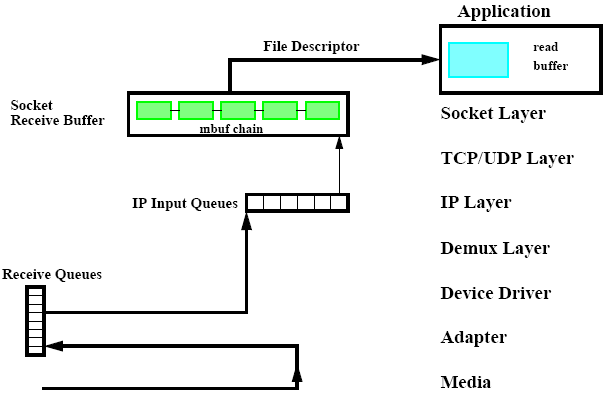 Application
File Descriptor
read
buffer
Socket
Receive Buffer
mbuf chain
Socket Layer
TCP/UDP Layer
IP Input Queues
IP Layer
Demux Layer
Receive Queues
Device Driver
Adapter
Media